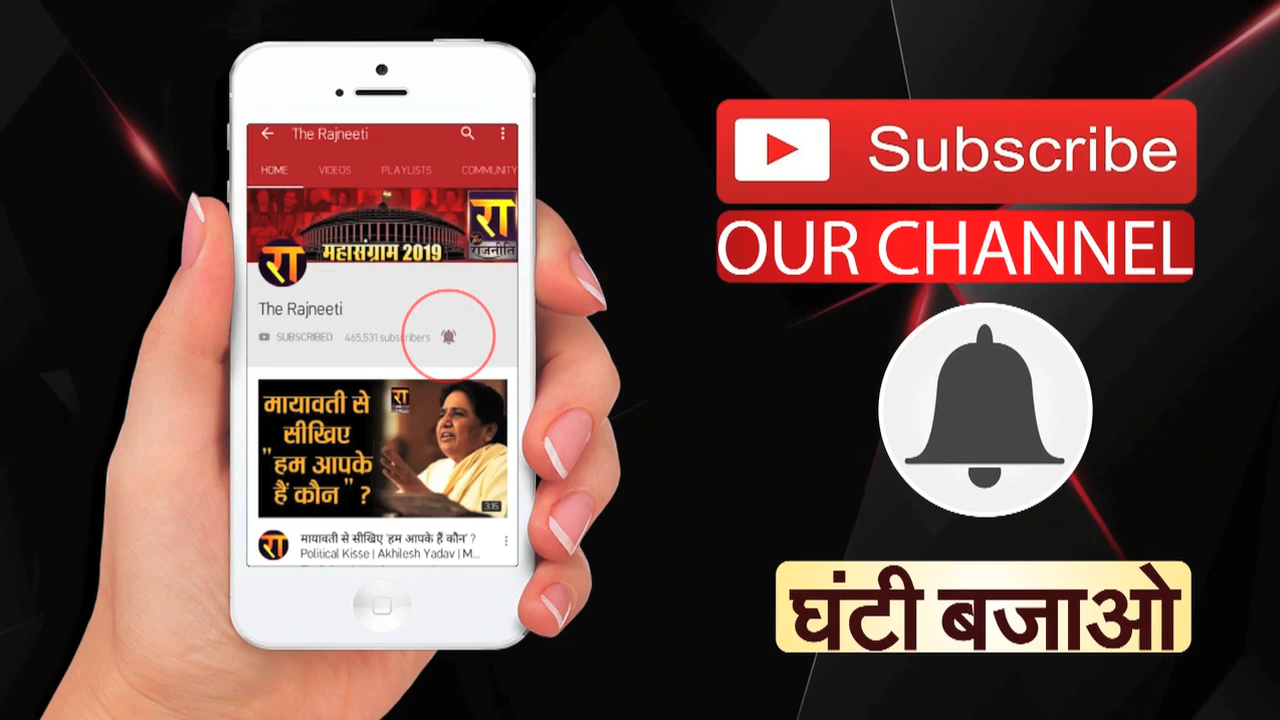 The Rajneeti
HOME VIDEOS PLAYLISTS COMMUNITY
रा
राजनीति
महासंग्राम 2019
रा
The Rajneeti
SUBSCRIBED 465,531 subscribers
रा
मायावती से
सीखिए
"हम आपके
हैं कौन" ?
3:15
रा
मायावती से सीखिए 'हम आपके हैं कौन' ?
Political Kisse | Akhilesh Yadav | M...
Subscribe
OUR CHANNEL
घंटी बजाओ